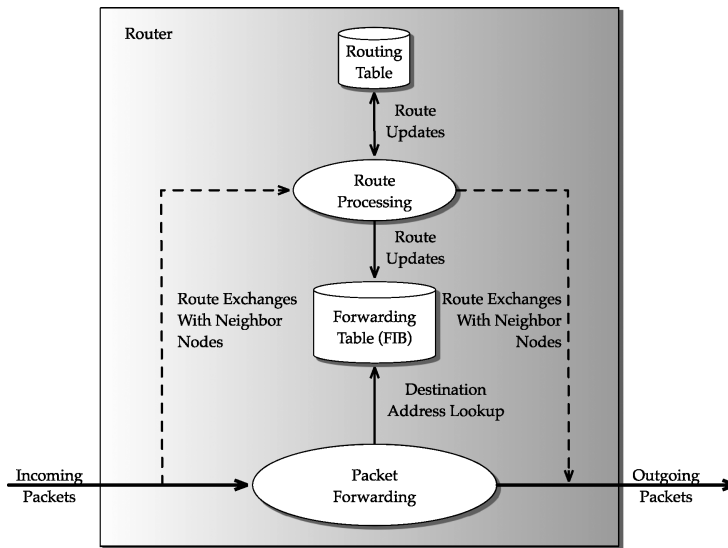 Router
Routing
Table
Route
Updates
Route
Processing
Route
Updates
Route Exchanges
With Neighbor
Nodes
Forwarding
Table (FIB)
Route Exchanges
With Neighbor
Nodes
Destination
Address Lookup
Incoming
Packets
Packet
Forwarding
Outgoing
Packets